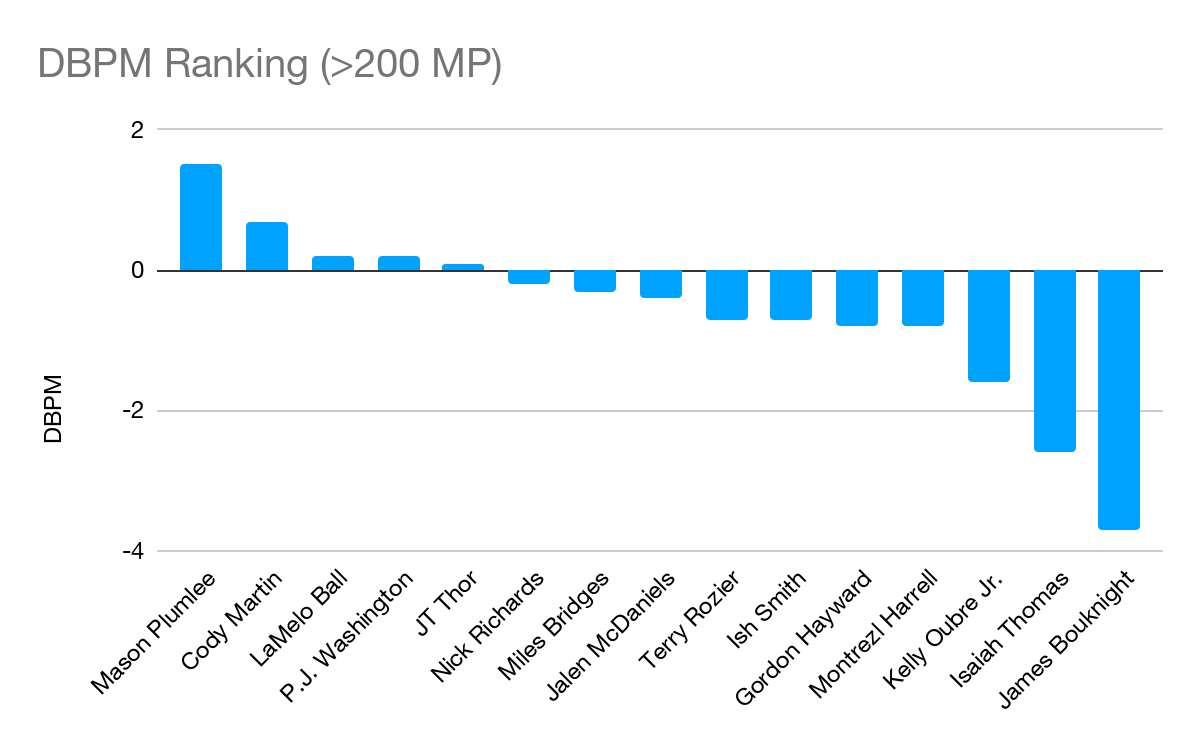 DBPM Ranking (>200 MP)
2
0
-2
-4
DBPM
Mason Plumlee
Cody Martin
LaMelo Ball
P.J. Washington
JT Thor
Nick Richards
Miles Bridges
Jalen McDaniels
Terry Rozier
Ish Smith
Gordon Hayward
Montrezl Harrell
Kelly Oubre Jr.
Isaiah Thomas
James Bouknight